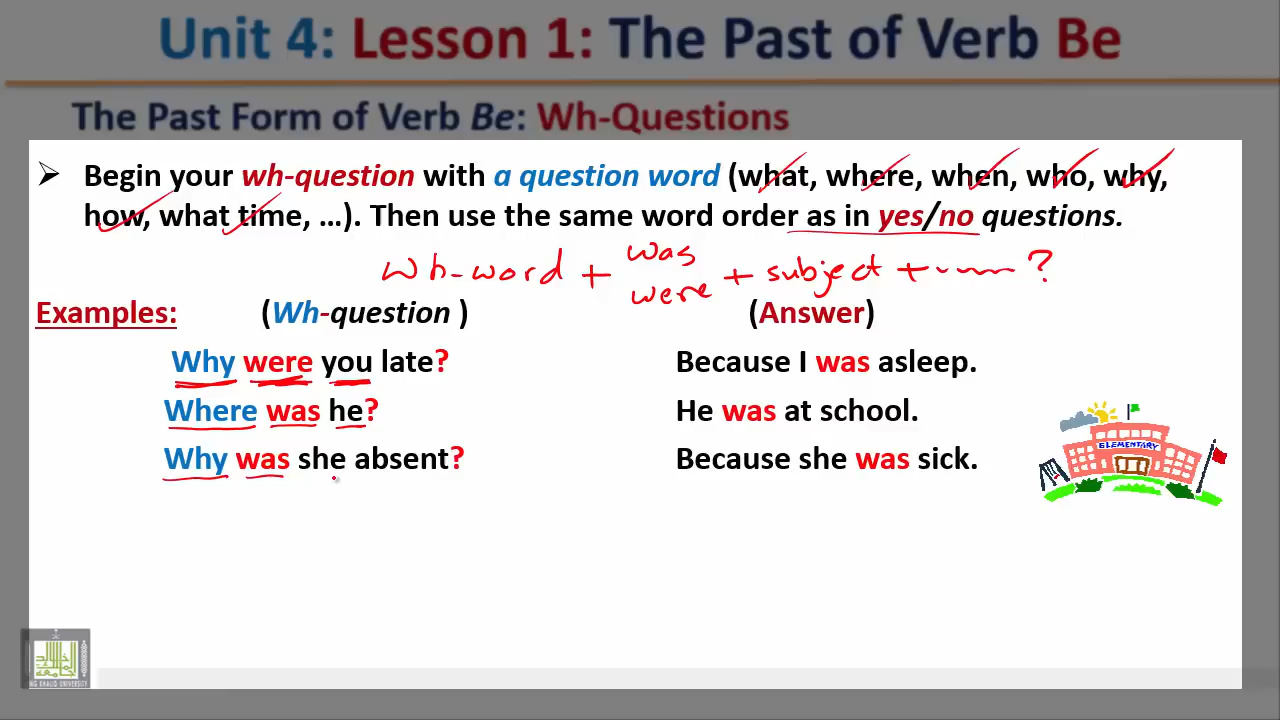 Unit 4: Lesson 1: The Past of Verb Be
The Past Form of Verb Be: Wh-Questions
➢ Begin your wh-question with a question word (what, where, when, who, why,
how, what time, ...). Then use the same word order as in yes/no questions.
Wh-word + was were + subject + ----- ?
Examples: (Wh-question ) (Answer)
Why were you late? Because I was asleep.
Where was he? He was at school.
Why was she absent? Because she was sick.
ELEMENTARY
KING KHALID UNIVERSITY